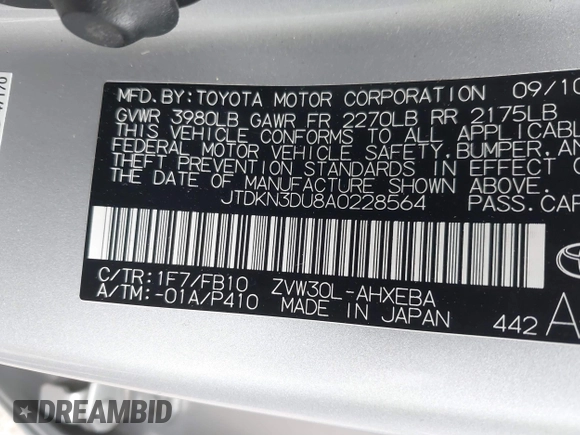 MFD.BY:TOYOTA MOTOR CORPORATION 09/10
GVWR 3980LB GAWR FR 2270LB RR 2175LB
THIS VEHICLE CONFORMS TO ALL APPLICABLE
FEDERAL MOTOR VEHICLE SAFETY, BUMPER, AN
THEFT PREVENTION STANDARDS IN EFFECT ON
THE DATE OF MANUFACTURE SHOWN ABOVE.
JTDKN3DU8A0228564 PASS.CAR
C/TR:1F7/FB10 ZVW30L-AHXEBA
A/TM:-01A/P410 MADE IN JAPAN
442 A
DREAMBID